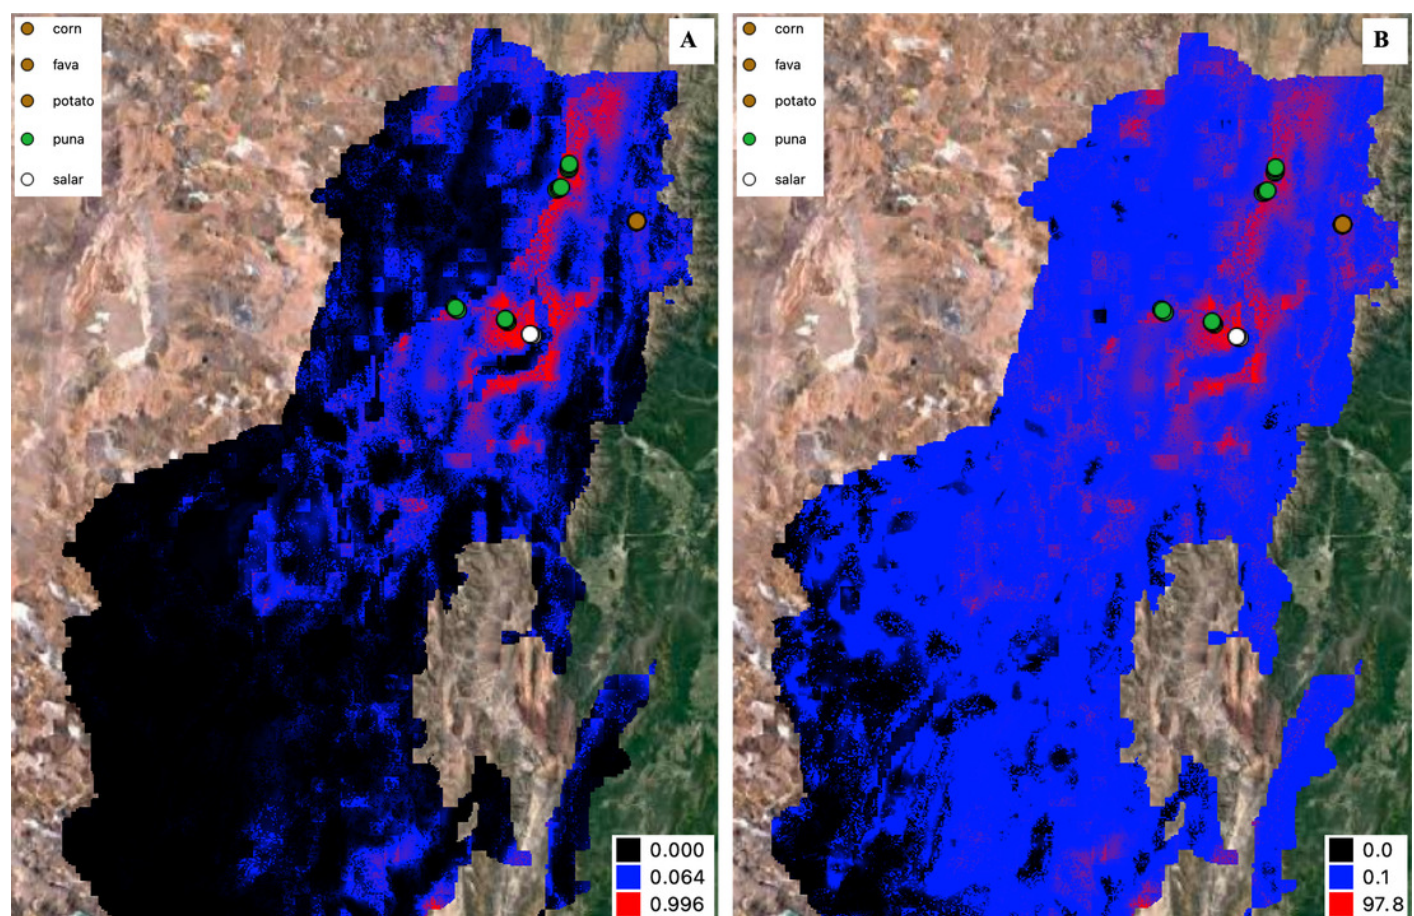 corn
fava
potato
puna
salar
A
0.000
0.064
0.996
corn
fava
potato
puna
salar
B
0.0
0.1
97.8